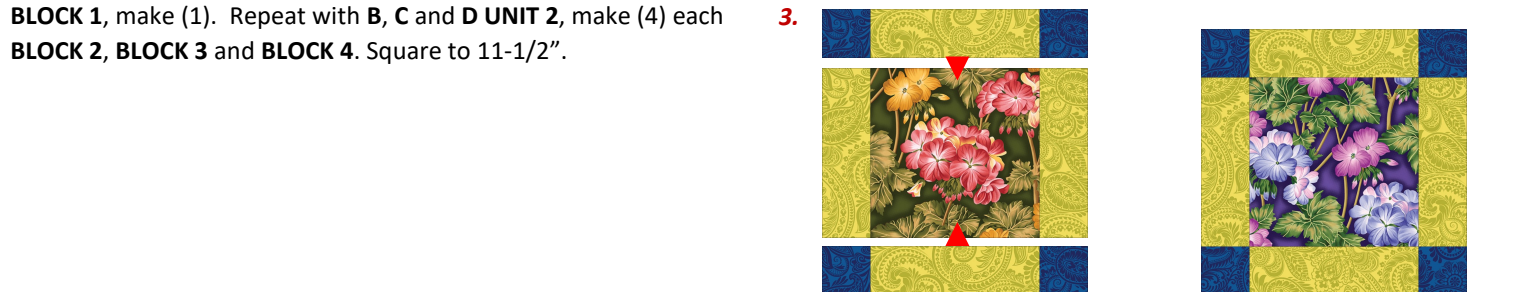 BLOCK 1, make (1).  Repeat with B, C and D UNIT 2, make (4) each
BLOCK 2, BLOCK 3 and BLOCK 4. Square to 11-1/2”.
3.